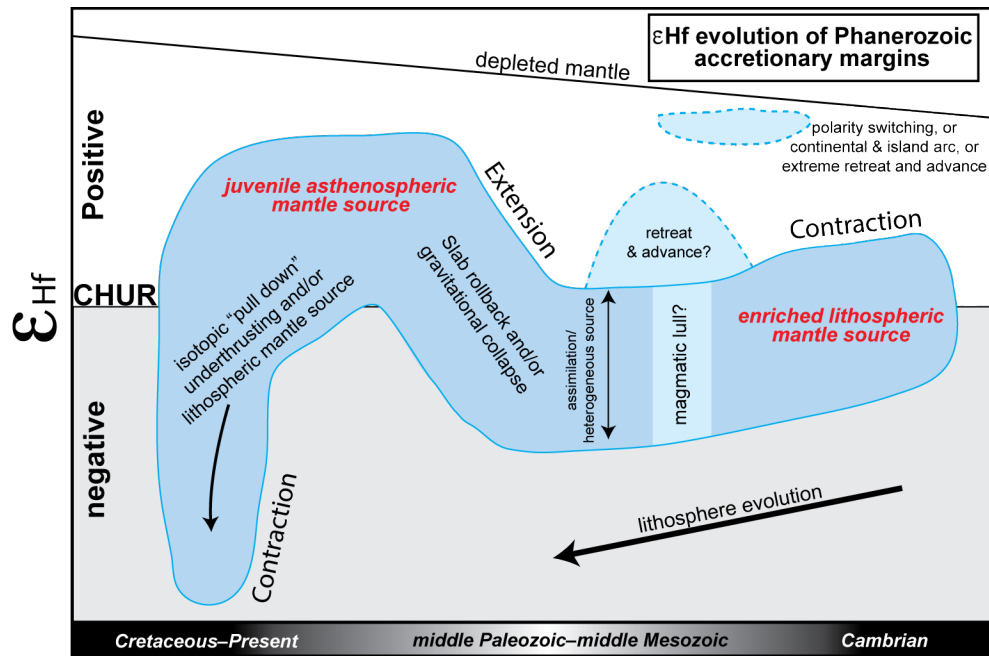 εHf evolution of Phanerozoic
accretionary margins
depleted mantle
polarity switching, or
continental & island arc, or
extreme retreat and advance
Positive
juvenile asthenospheric
mantle source
Extension
retreat
& advance?
Contraction
CHUR
εHf
isotopic “pull down”
underthrusting and/or
lithospheric mantle source
Slab rollback and/or
gravitational collapse
assimilation/
heterogeneous source
magmatic lull?
enriched lithospheric
mantle source
negative
Contraction
lithosphere evolution
Cretaceous–Present
middle Paleozoic–middle Mesozoic
Cambrian